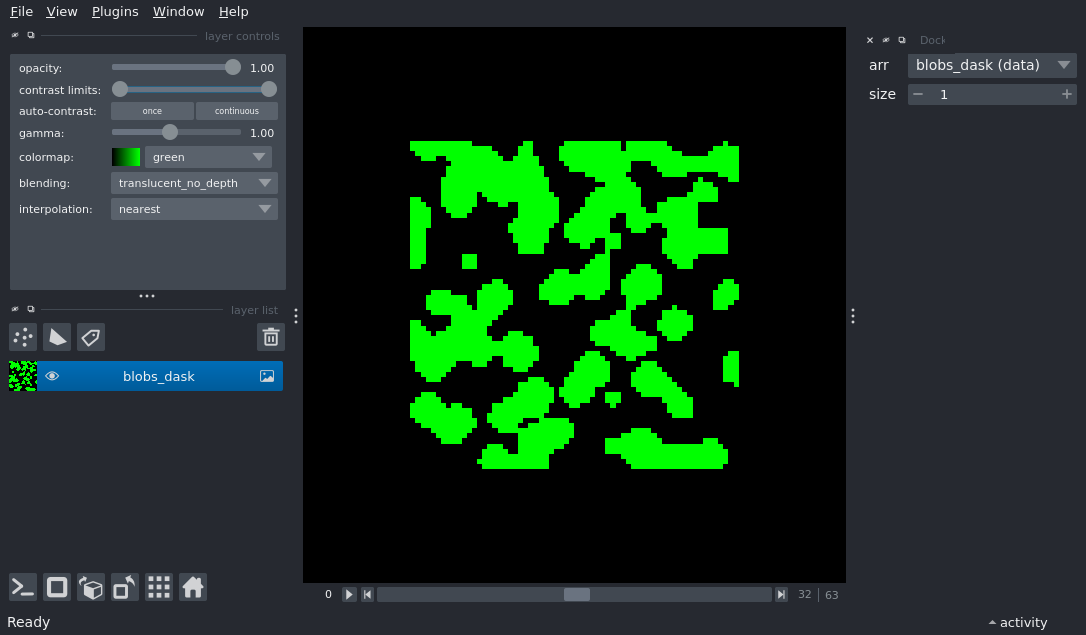 File View Plugins Window Help
layer controls
opacity: 1.00
contrast limits:
auto-contrast: once continuous
gamma: 1.00
colormap: green
blending: translucent_no_depth
interpolation: nearest
layer list
blobs_dask
Dock
arr blobs_dask (data)
size 1
0 32 63
Ready
activity